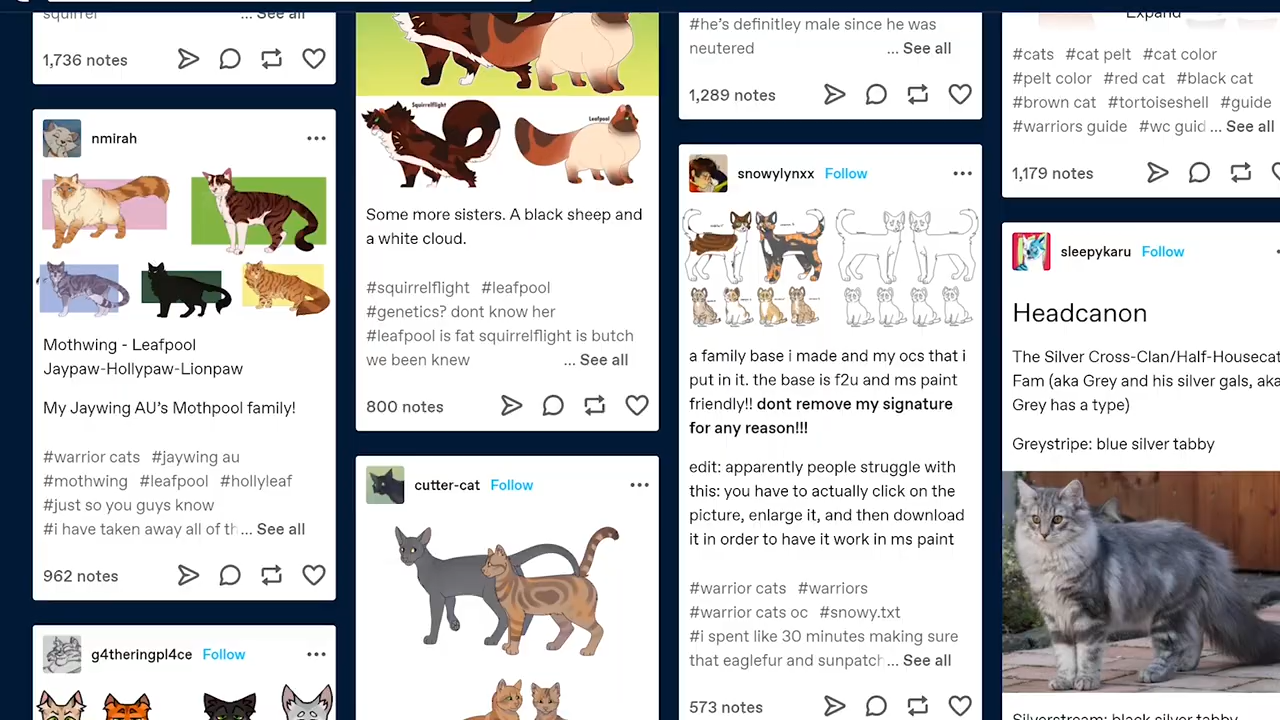 squirrel
... See all
1,736 notes
nmirah
Mothwing - Leafpool
Jaypaw-Hollypaw-Lionpaw
My Jaywing AU's Mothpool family!
#warrior cats #jaywing au
#mothwing #leafpool #hollyleaf
#just so you guys know
#i have taken away all of th... See all
962 notes
g4theringpl4ce Follow
Squirrelflight
Leafpool
Some more sisters. A black sheep and
a white cloud.
#squirrelflight #leafpool
#genetics? dont know her
#leafpool is fat squirrelflight is butch
we been knew ... See all
800 notes
cutter-cat Follow
#he's definitley male since he was
neutered ... See all
1,289 notes
snowylynxx Follow
a family base i made and my ocs that i
put in it. the base is f2u and ms paint
friendly!! dont remove my signature
for any reason!!!
edit: apparently people struggle with
this: you have to actually click on the
picture, enlarge it, and then download
it in order to have it work in ms paint
#warrior cats #warriors
#warrior cats oc #snowy.txt
#i spent like 30 minutes making sure
that eaglefur and sunpatch ... See all
573 notes
Expand
#cats #cat pelt #cat color
#pelt color #red cat #black cat
#brown cat #tortoiseshell #guide
#warriors guide #wc guid ... See all
1,179 notes
sleepykaru Follow
Headcanon
The Silver Cross-Clan/Half-Housecat
Fam (aka Grey and his silver gals, aka
Grey has a type)
Greystripe: blue silver tabby
Silverstream: black silver tabby